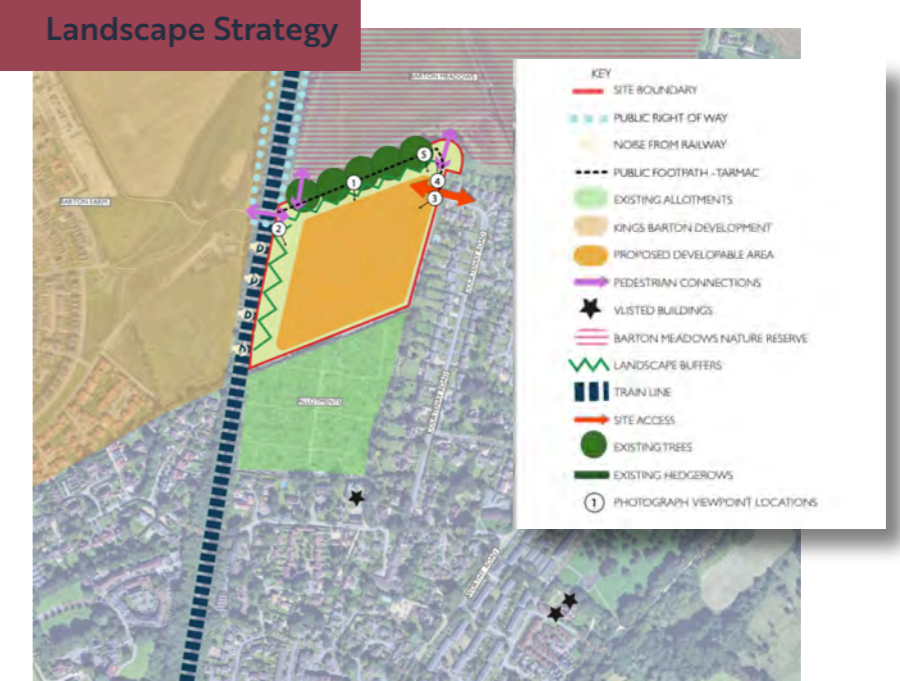 Landscape Strategy
BARTON MEADOWS
KEY
SITE BOUNDARY
PUBLIC RIGHT OF WAY
NOISE FROM RAILWAY
PUBLIC FOOTPATH - TARMAC
EXISTING ALLOTMENTS
KINGS BARTON DEVELOPMENT
PROPOSED DEVELOPABLE AREA
PEDESTRIAN CONNECTIONS
VLISTED BUILDINGS
BARTON MEADOWS NATURE RESERVE
LANDSCAPE BUFFERS
TRAIN LINE
SITE ACCESS
EXISTING TREES
EXISTING HEDGEROWS
1 PHOTOGRAPH VIEWPOINT LOCATIONS
BARTON FARM
5
1
4
3
2
ALLOTMENTS